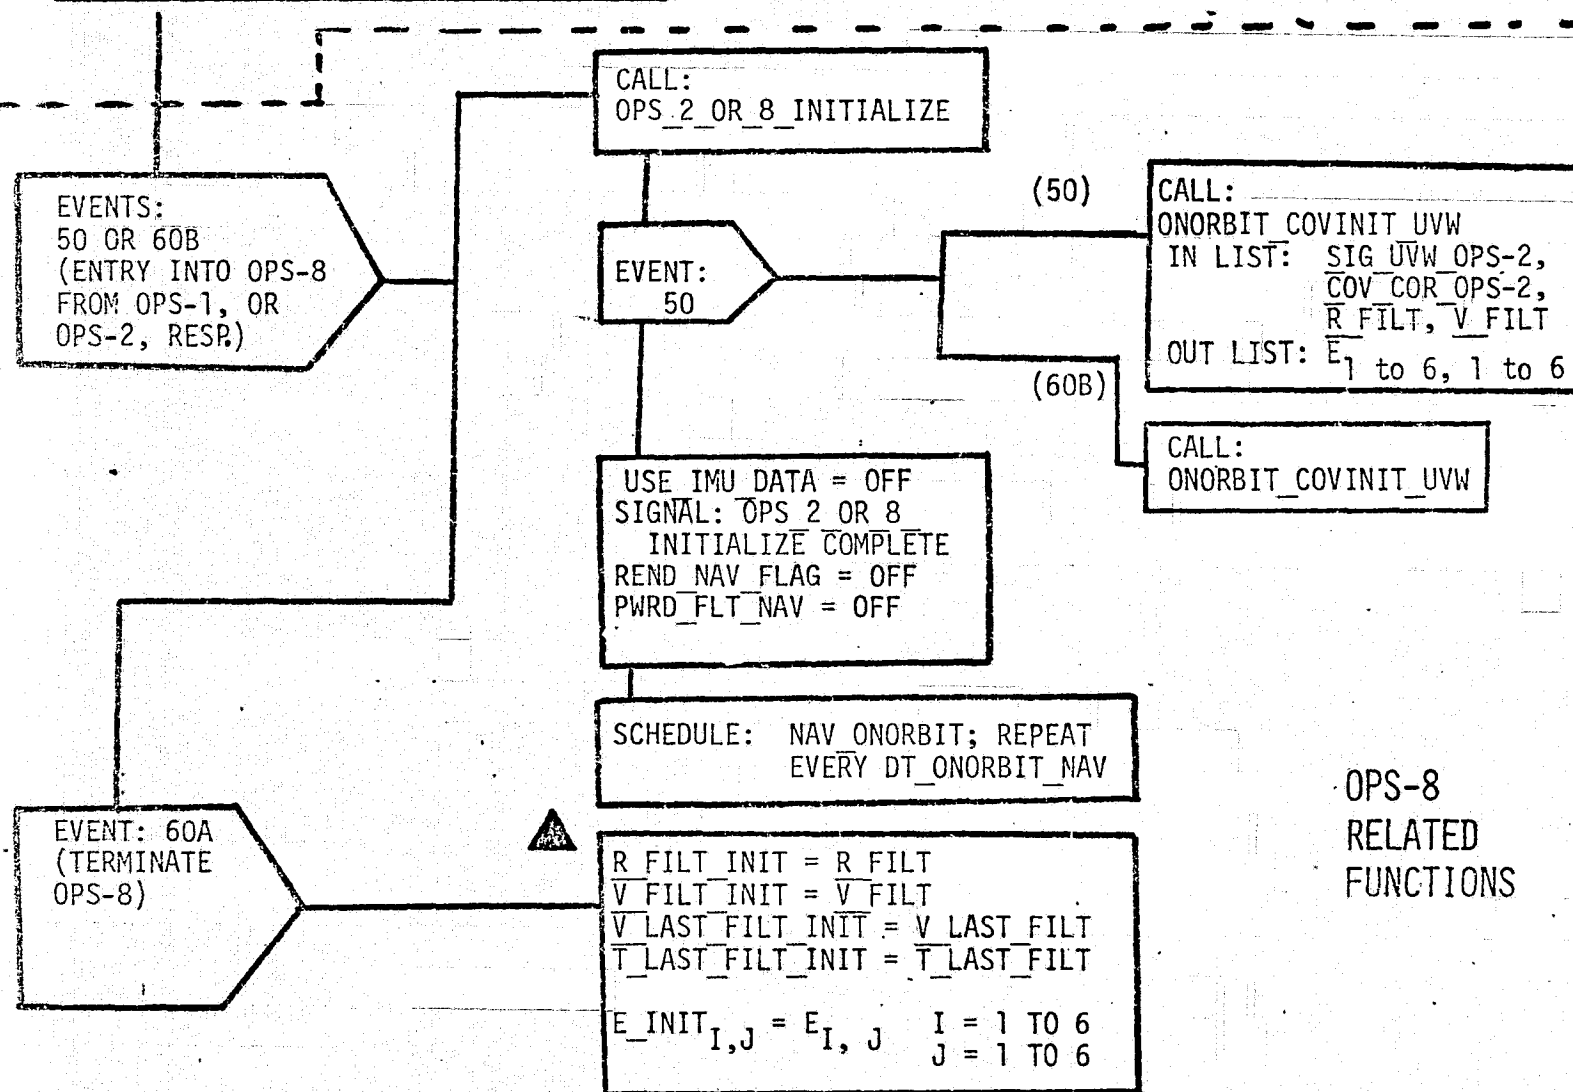 CALL:
OPS_2_OR_8_INITIALIZE
EVENTS:
50 OR 60B
(ENTRY INTO OPS-8
FROM OPS-1, OR
OPS-2, RESP.)
EVENT:
50
(50)
CALL:
ONORBIT_COVINIT_UVW
IN LIST: SIG_UVW_OPS-2,
COV_COR_OPS-2,
R_FILT, V_FILT
OUT LIST: E 1 to 6, 1 to 6
(60B)
CALL:
ONORBIT_COVINIT_UVW
USE_IMU_DATA = OFF
SIGNAL: OPS_2_OR_8_
INITIALIZE_COMPLETE
REND_NAV_FLAG = OFF
PWRD_FLT_NAV = OFF
SCHEDULE: NAV_ONORBIT; REPEAT
EVERY DT_ONORBIT_NAV
EVENT: 60A
(TERMINATE
OPS-8)
R_FILT_INIT = R_FILT
V_FILT_INIT = V_FILT
V_LAST_FILT_INIT = V_LAST_FILT
T_LAST_FILT_INIT = T_LAST_FILT
E_INIT I,J = E I, J I = 1 TO 6
J = 1 TO 6
OPS-8
RELATED
FUNCTIONS